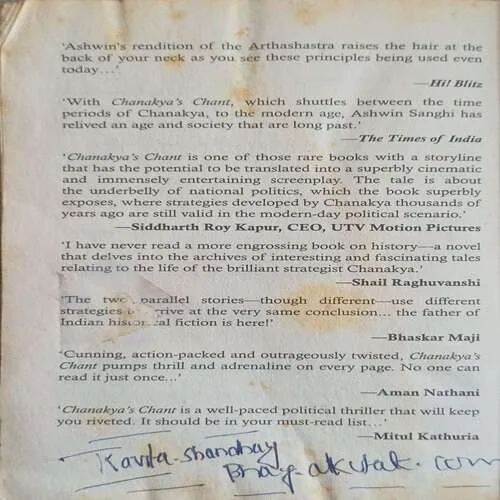 ‘Ashwin's rendition of the Arthashastra raises the hair at the
back of your neck as you see these principles being used even
today...’
—Hi! Blitz
‘With Chanakya's Chant, which shuttles between the time
periods of Chanakya, to the modern age, Ashwin Sanghi has
relived an age and society that are long past.’
—The Times of India
‘Chanakya's Chant is one of those rare books with a storyline
that has the potential to be translated into a superbly cinematic
and immensely entertaining screenplay. The tale is about
the underbelly of national politics, which the book superbly
exposes, where strategies developed by Chanakya thousands of
years ago are still valid in the modern-day political scenario.’
—Siddharth Roy Kapur, CEO, UTV Motion Pictures
‘I have never read a more engrossing book on history—a novel
that delves into the archives of interesting and fascinating tales
relating to the life of the brilliant strategist Chanakya.’
—Shail Raghuvanshi
‘The two parallel stories—though different—use different
strategies at the very same conclusion... the father of
Indian fiction is here!’
—Bhaskar Maji
‘Cunning, action-packed and outrageously twisted, Chanakya's
Chant pumps thrill and adrenaline on every page. No one can
read it just once...’
—Aman Nathani
‘Chanakya's Chant is a well-paced political thriller that will keep
you riveted. It should be in your must-read list...’
—Mitul Kathuria